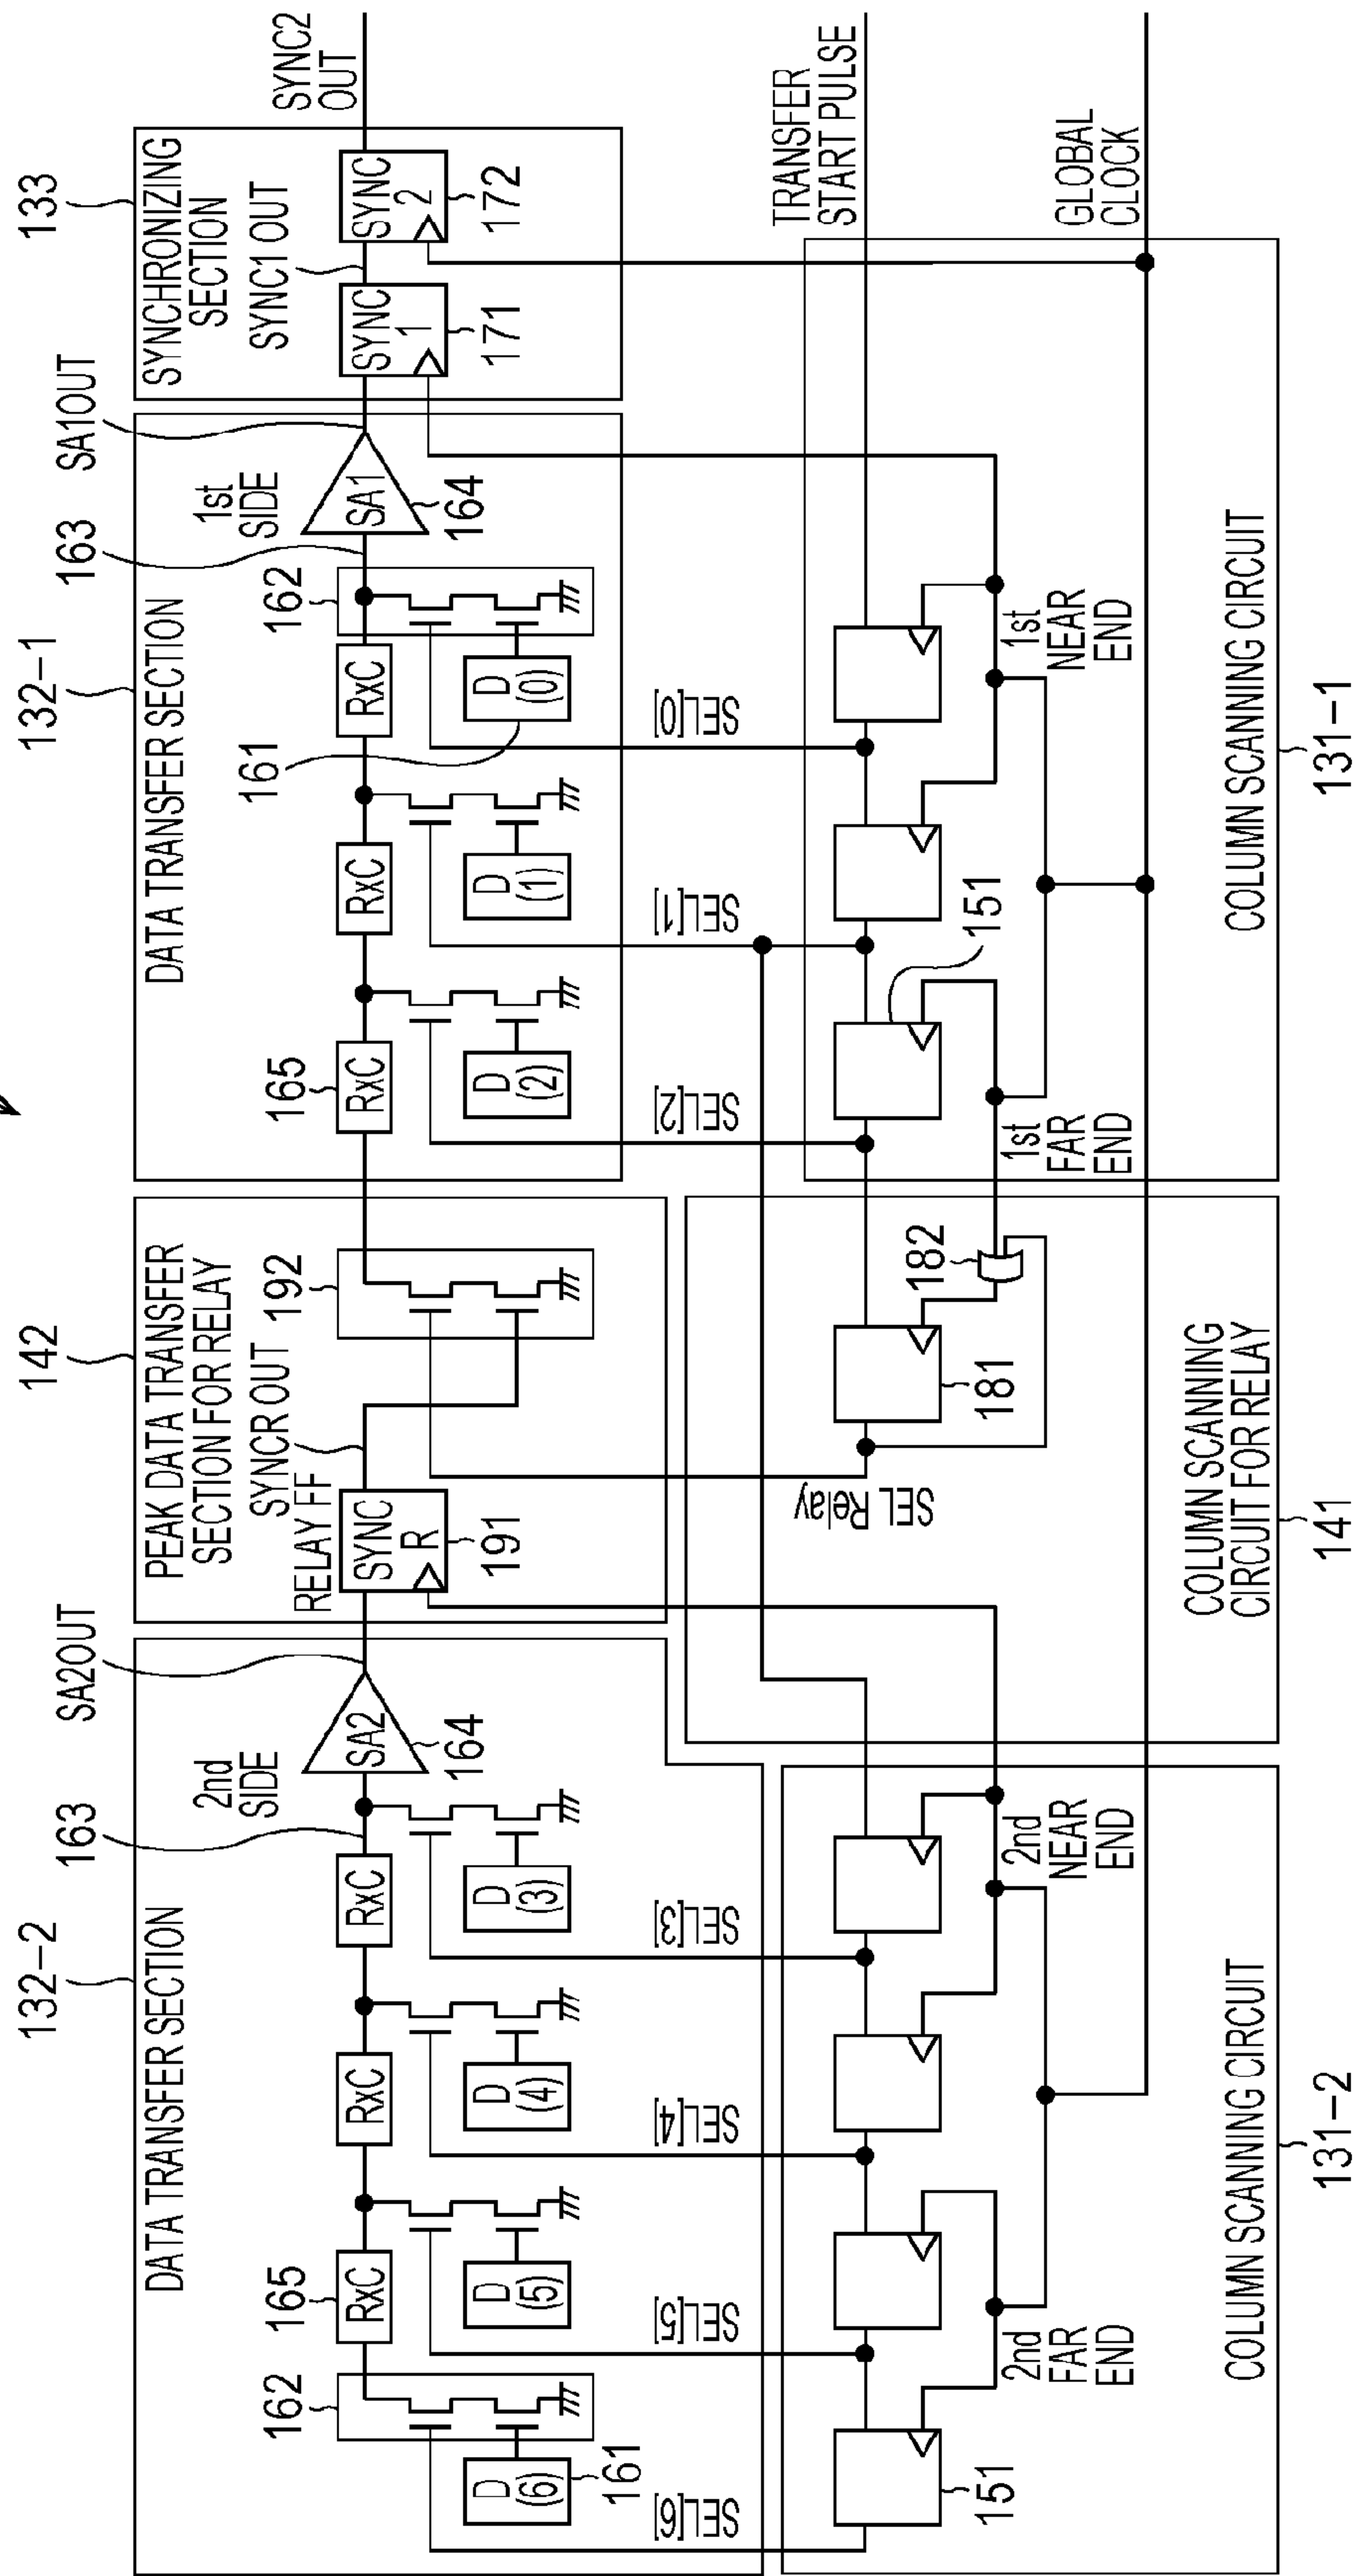 132-2
163
SA2OUT
142
132-1
163
SA1OUT
133
DATA TRANSFER SECTION
2nd
SIDE
PEAK DATA TRANSFER
SECTION FOR RELAY
SYNCR OUT
RELAY FF
DATA TRANSFER SECTION
1st
SIDE
SYNCHRONIZING
SECTION
SYNC1 OUT
SYNC2
OUT
162
165
RxC
RxC
RxC
SA2
164
SYNC
R
191
192
165
RxC
RxC
RxC
161
162
SA1
164
SYNC
1
171
SYNC
2
172
D
(6)
161
D
(5)
D
(4)
D
(3)
D
(2)
D
(1)
D
(0)
SEL[6]
SEL[5]
SEL[4]
SEL[3]
SEL Relay
SEL[2]
SEL[1]
SEL[0]
TRANSFER
START PULSE
151
181
182
151
2nd
FAR
END
2nd
NEAR
END
1st
FAR
END
1st
NEAR
END
GLOBAL
CLOCK
COLUMN SCANNING CIRCUIT
COLUMN SCANNING
CIRCUIT FOR RELAY
COLUMN SCANNING CIRCUIT
131-2
141
131-1